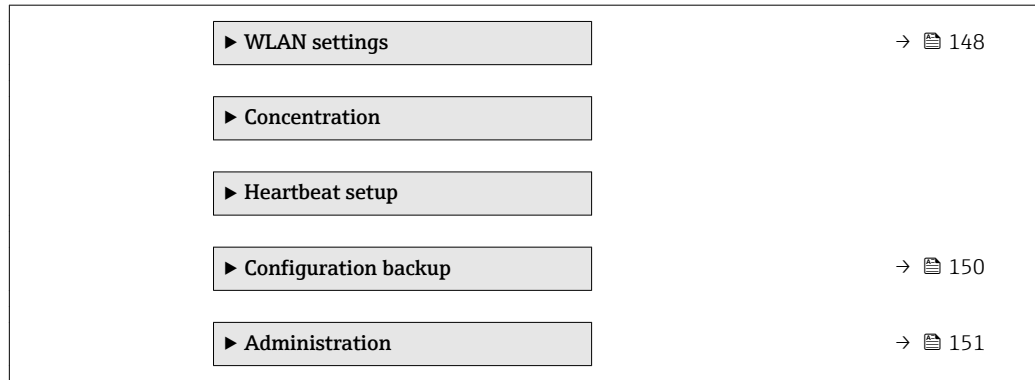 ▶ WLAN settings → 148
▶ Concentration
▶ Heartbeat setup
▶ Configuration backup → 150
▶ Administration → 151